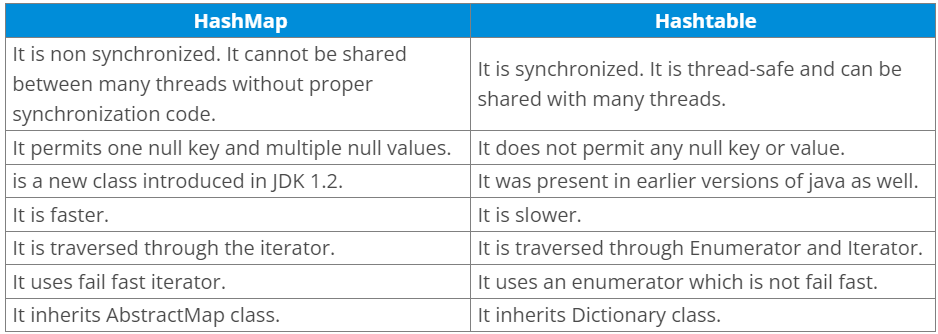 HashMap
Hashtable
It is non synchronized. It cannot be shared
between many threads without proper
synchronization code.
It is synchronized. It is thread-safe and can be
shared with many threads.
It permits one null key and multiple null values.
It does not permit any null key or value.
is a new class introduced in JDK 1.2.
It was present in earlier versions of java as well.
It is faster.
It is slower.
It is traversed through the iterator.
It is traversed through Enumerator and Iterator.
It uses fail fast iterator.
It uses an enumerator which is not fail fast.
It inherits AbstractMap class.
It inherits Dictionary class.